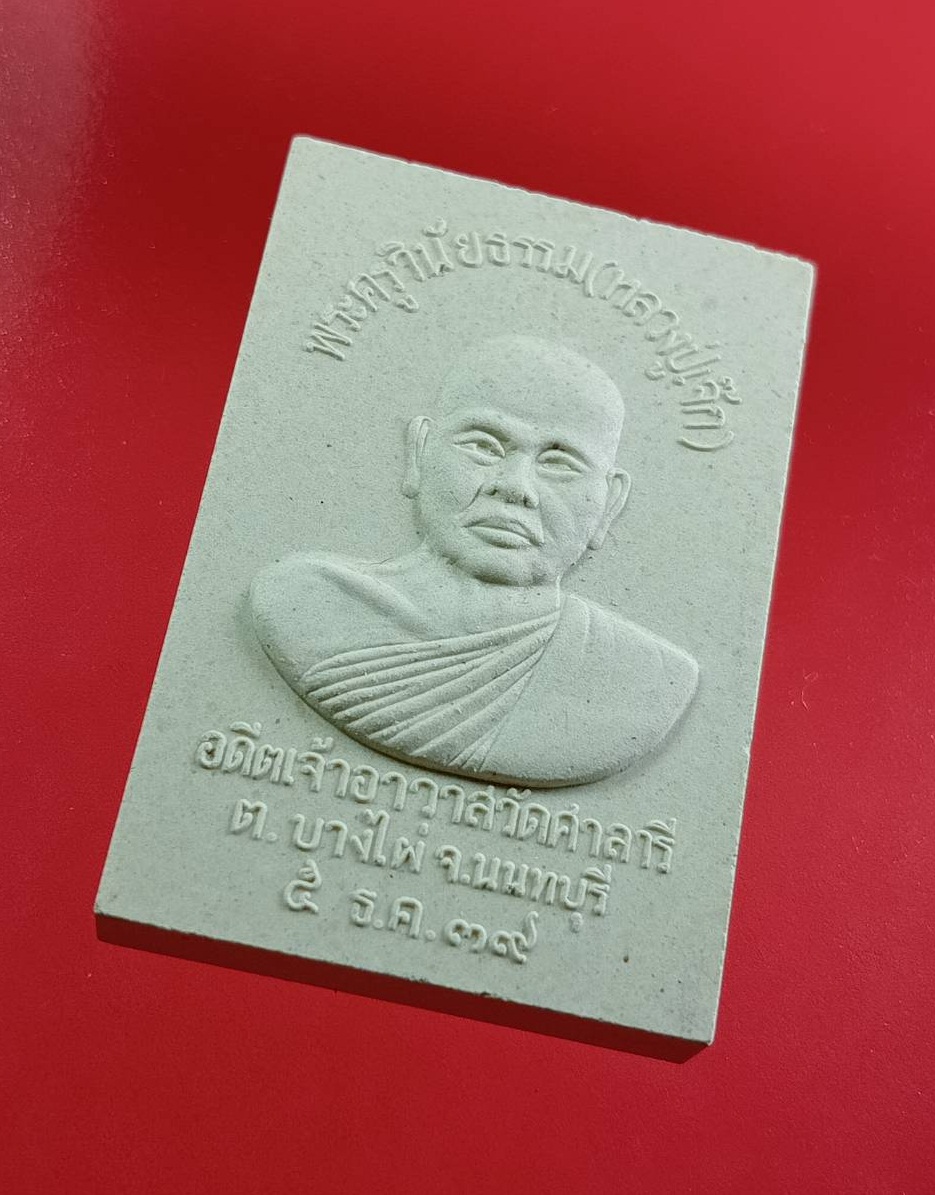 พระครูวินัยธรรม(หลวงปู่เจ๊ก)
อดีตเจ้าอาวาสวัดศาลารี
ต. บางไผ่ จ.นนทบุรี
๕ ธ.ค.๓๙